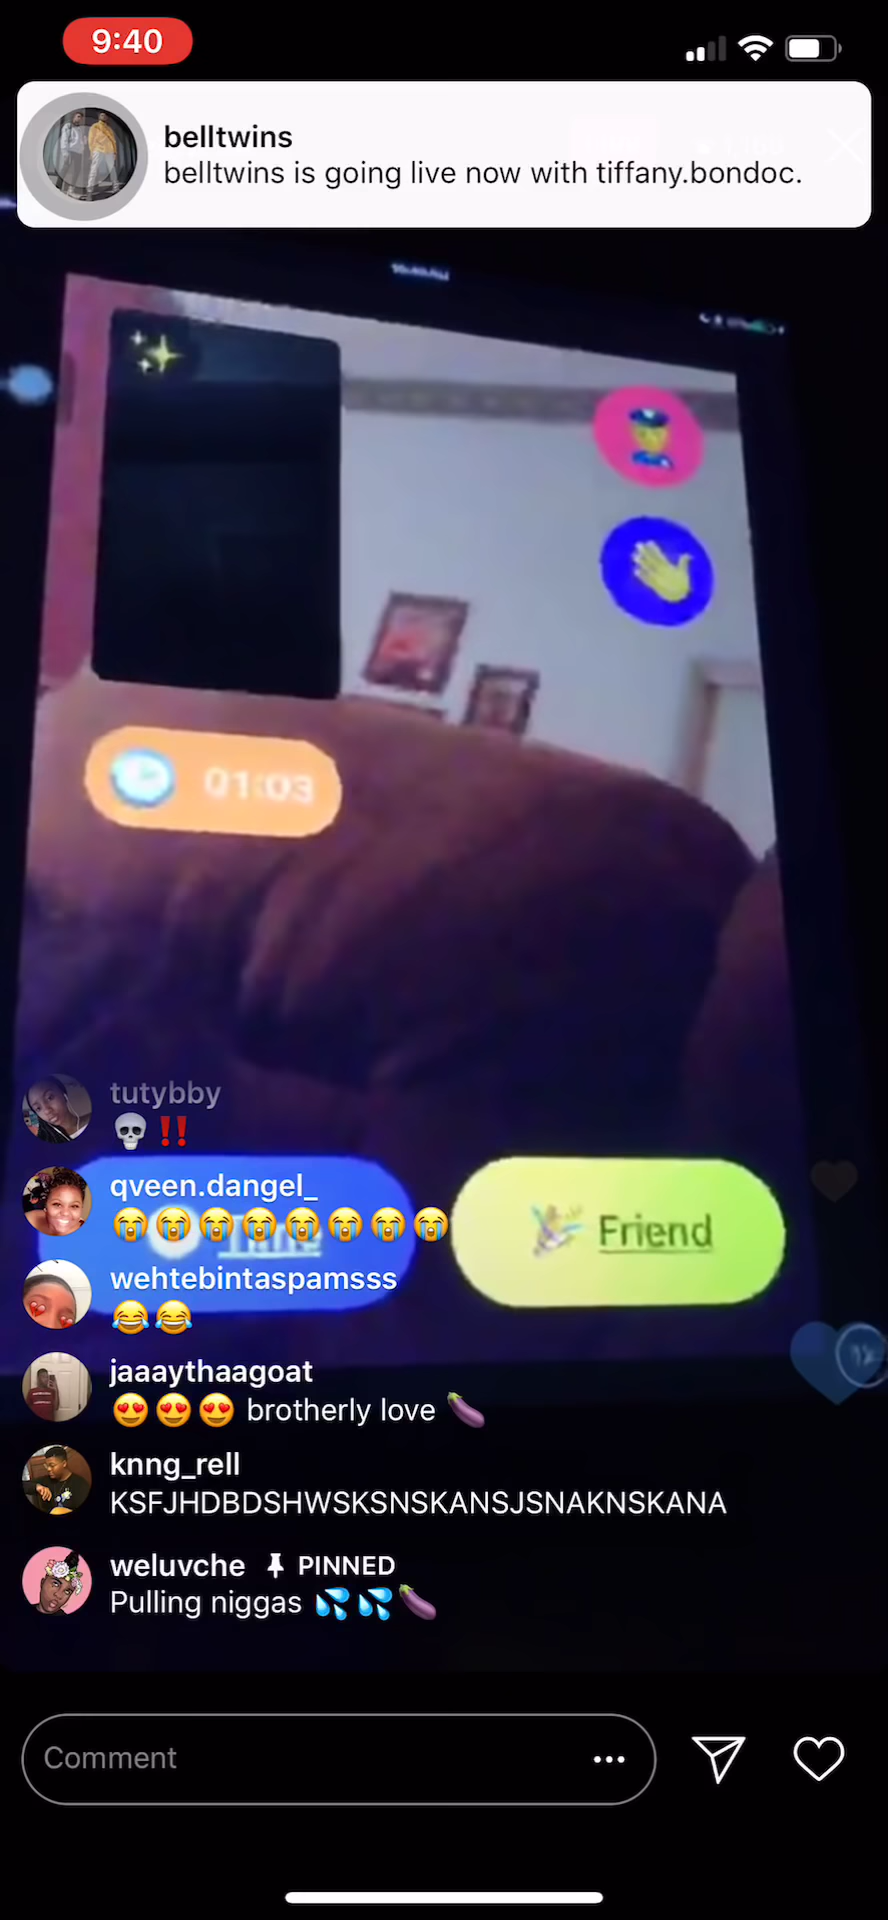 9:40
belltwins
belltwins is going live now with tiffany.bondoc.
01:03
tutybby
💀‼️
qveen.dangel_
😭😭😭😭😭😭😭😭
Time
Friend
wehtebintaspamsss
😂😂
jaaaythaagoat
😍😍😍 brotherly love 🍆
knng_rell
KSFJHDBDSHWSKSNSKANSJSNAKNSKANA
weluvche PINNED
Pulling niggas 💦💦🍆
Comment